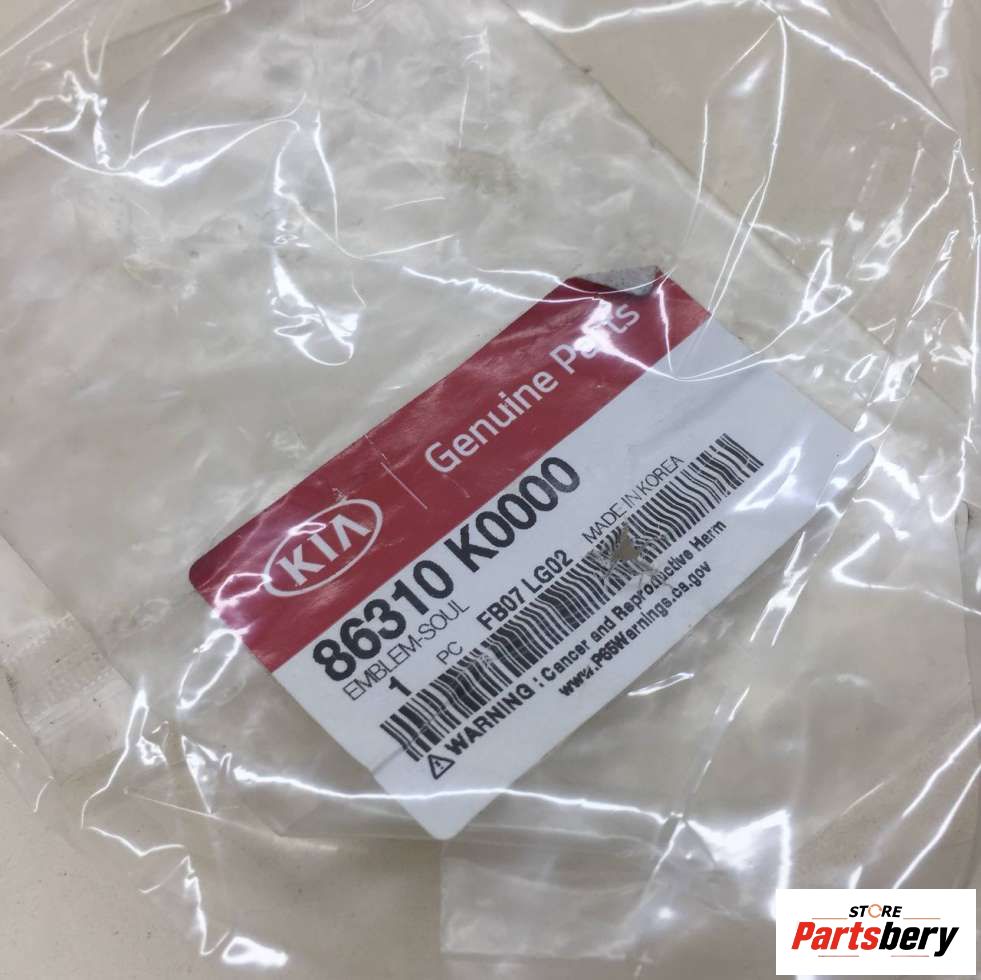 KIA
Genuine Parts
86310 K0000
EMBLEM-SOUL
1 PC FB07 LG02 MADE IN KOREA
⚠WARNING : Cancer and Reproductive Herm
www.P65Warnings.ca.gov
STORE
Partsbery